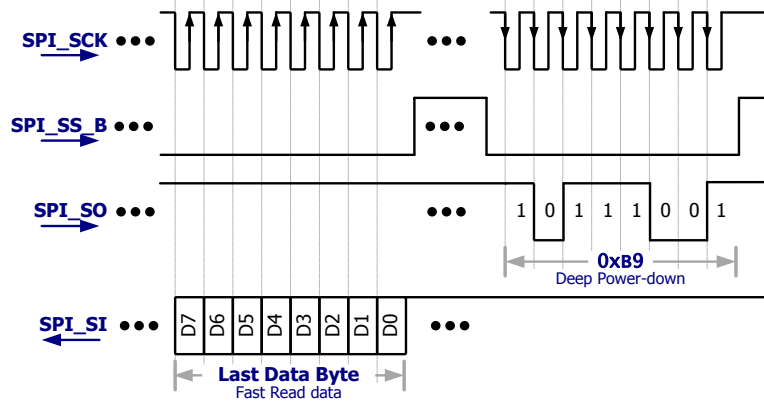 SPI_SCK
SPI_SS_B
SPI_SO
1 0 1 1 1 0 0 1
0xB9
Deep Power-down
SPI_SI
D7 D6 D5 D4 D3 D2 D1 D0
Last Data Byte
Fast Read data